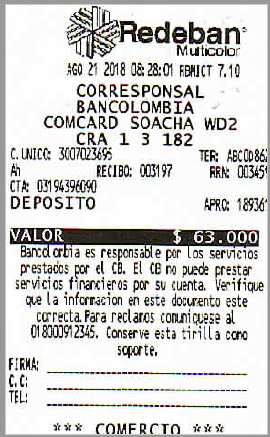 Redeban
Multicolor
AGO 21 2018 08:28:01 RBMICT 7.10
CORRESPONSAL
BANCOLOMBIA
COMCARD SOACHA WD2
CRA 1 3 182
C.UNICO: 3007023695 TER: ABC0D86
Ah RECIBO: 003197 RRN: 00345
CTA: 03194396090
DEPOSITO APRO: 18936
VALOR $ 63.000
Bancolombia es responsable por los servicios
prestados por el CB. El CB no puede prestar
servicios financieros por su cuenta. Verifique
que la informacion en este documento este
correcta. Para reclamos comuniquese al
018000912345. Conserve esta tirilla como
soporte.
FIRMA:
C.C:
TEL:
*** COMERCIO ***